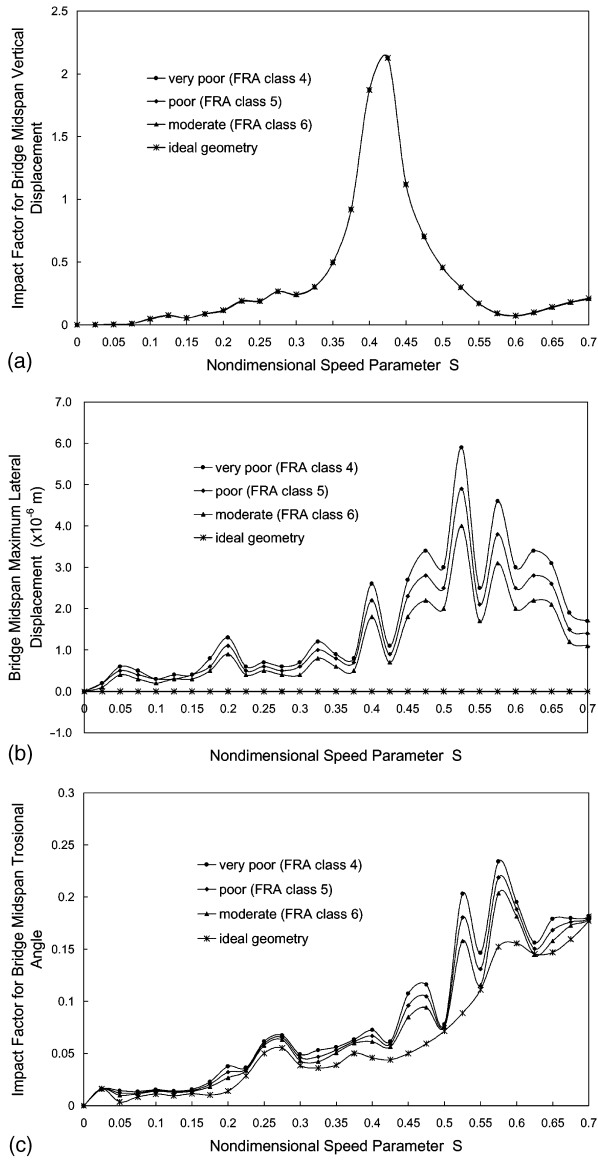 Impact Factor for Bridge Midspan Vertical
Displacement
2.5
2
1.5
1
0.5
0
very poor (FRA class 4)
poor (FRA class 5)
moderate (FRA class 6)
ideal geometry
0 0.05 0.1 0.15 0.2 0.25 0.3 0.35 0.4 0.45 0.5 0.55 0.6 0.65 0.7
(a)
Nondimensional Speed Parameter S
Bridge Midspan Maximum Lateral
Displacement (x10⁻⁶ m)
7.0
6.0
5.0
4.0
3.0
2.0
1.0
0.0
−1.0
very poor (FRA class 4)
poor (FRA class 5)
moderate (FRA class 6)
ideal geometry
0 0.05 0.1 0.15 0.2 0.25 0.3 0.35 0.4 0.45 0.5 0.55 0.6 0.65 0.7
(b)
Nondimensional Speed Parameter S
Impact Factor for Bridge Midspan Trosional
Angle
0.3
0.25
0.2
0.15
0.1
0.05
0
very poor (FRA class 4)
poor (FRA class 5)
moderate (FRA class 6)
ideal geometry
0 0.05 0.1 0.15 0.2 0.25 0.3 0.35 0.4 0.45 0.5 0.55 0.6 0.65 0.7
(c)
Nondimensional Speed Parameter S